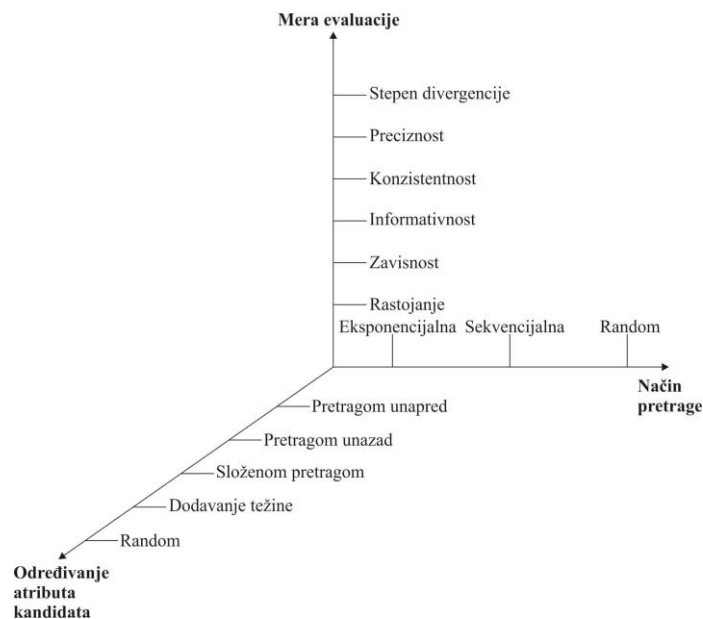 Mera evaluacije
Stepen divergencije
Preciznost
Konzistentnost
Informativnost
Zavisnost
Rastojanje
Eksponencijalna Sekvencijalna Random
Način
pretrage
Pretragom unapred
Pretragom unazad
Složenom pretragom
Dodavanje težine
Random
Određivanje
atributa
kandidata